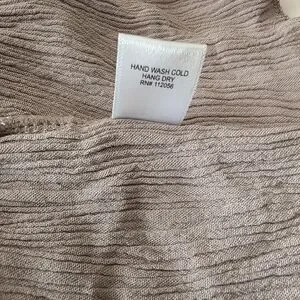 HAND WASH COLD
HANG DRY
RN# 112056